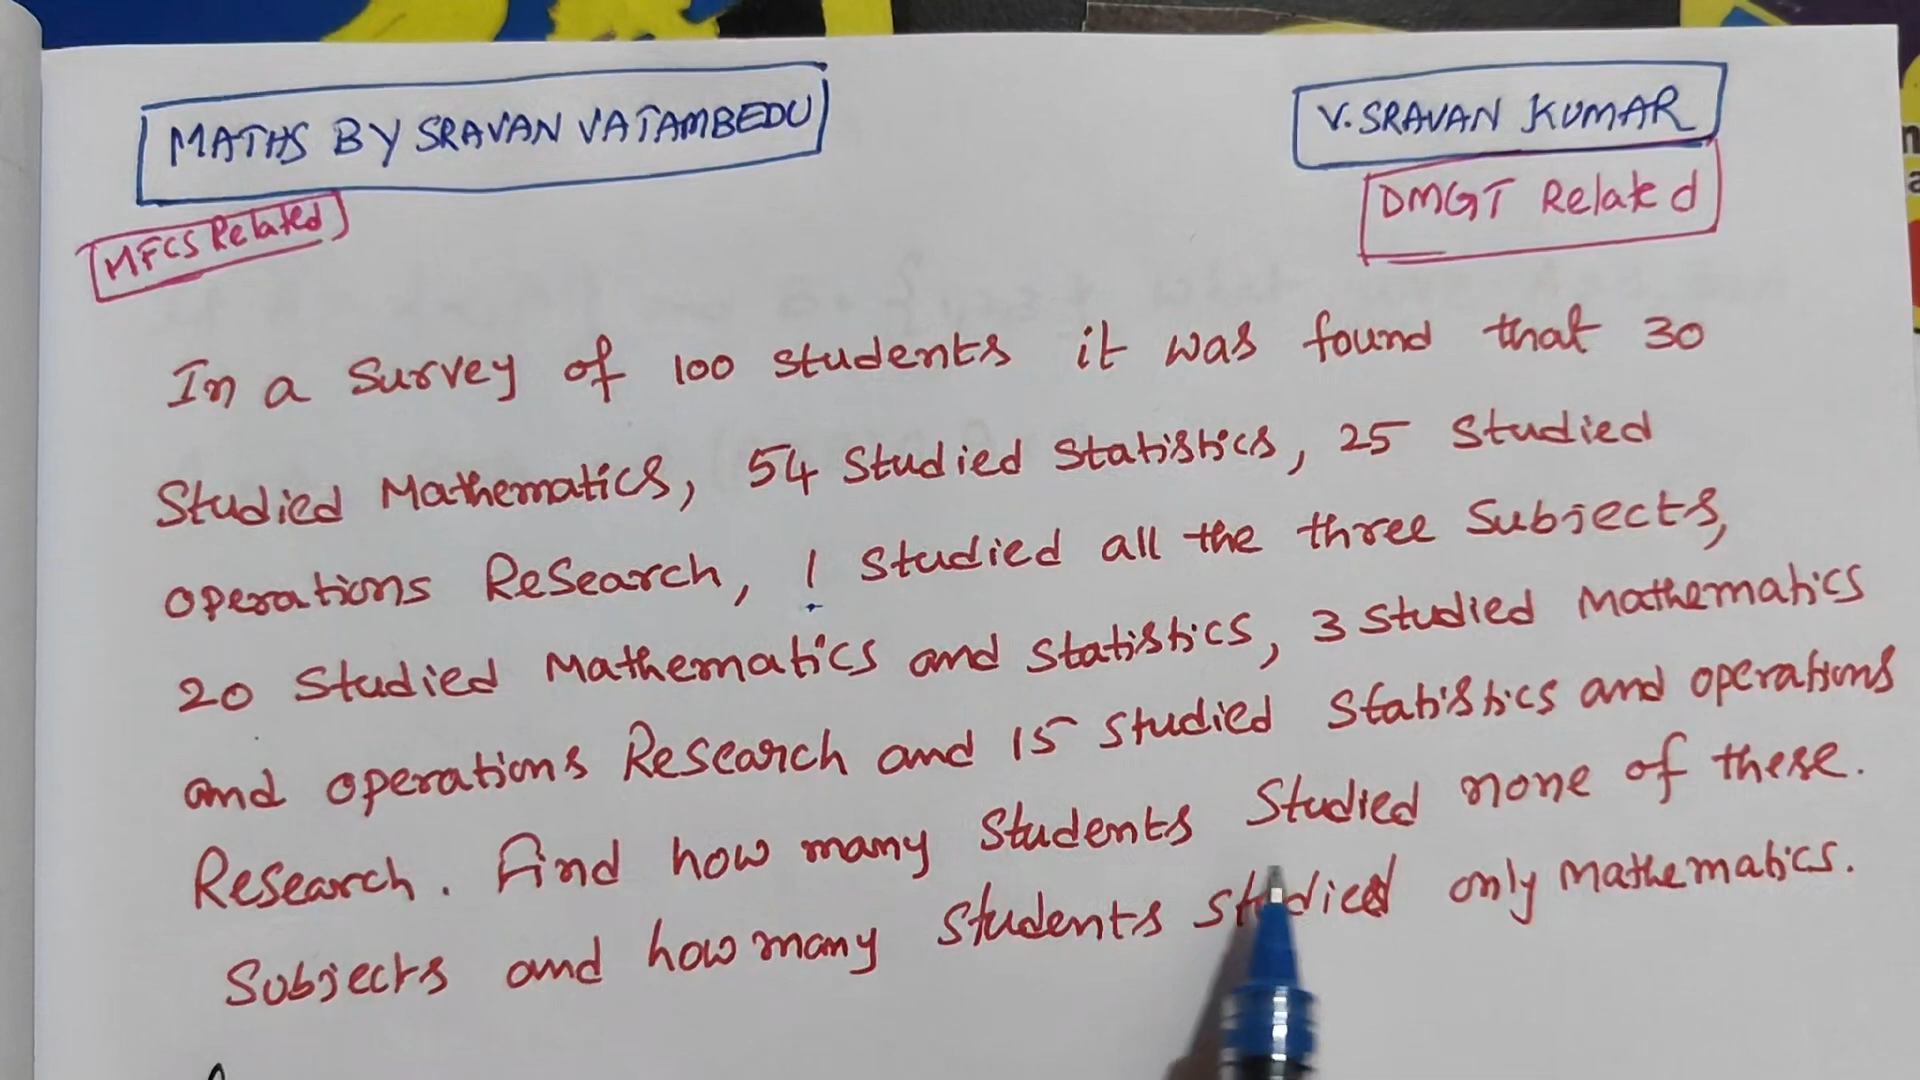 MATHS BY SRAVAN VATAMBEDU
V. SRAVAN KUMAR
MFCS Related
DMGT Related
In a Survey of 100 students it was found that 30
Studied Mathematics, 54 Studied Statistics, 25 Studied
operations Research, 1 Studied all the three Subjects,
20 Studied Mathematics and Statistics, 3 Studied Mathematics
and operations Research and 15 Studied Statistics and operations
Research. Find how many Students Studied none of these.
Subjects and how many Students Studied only Mathematics.